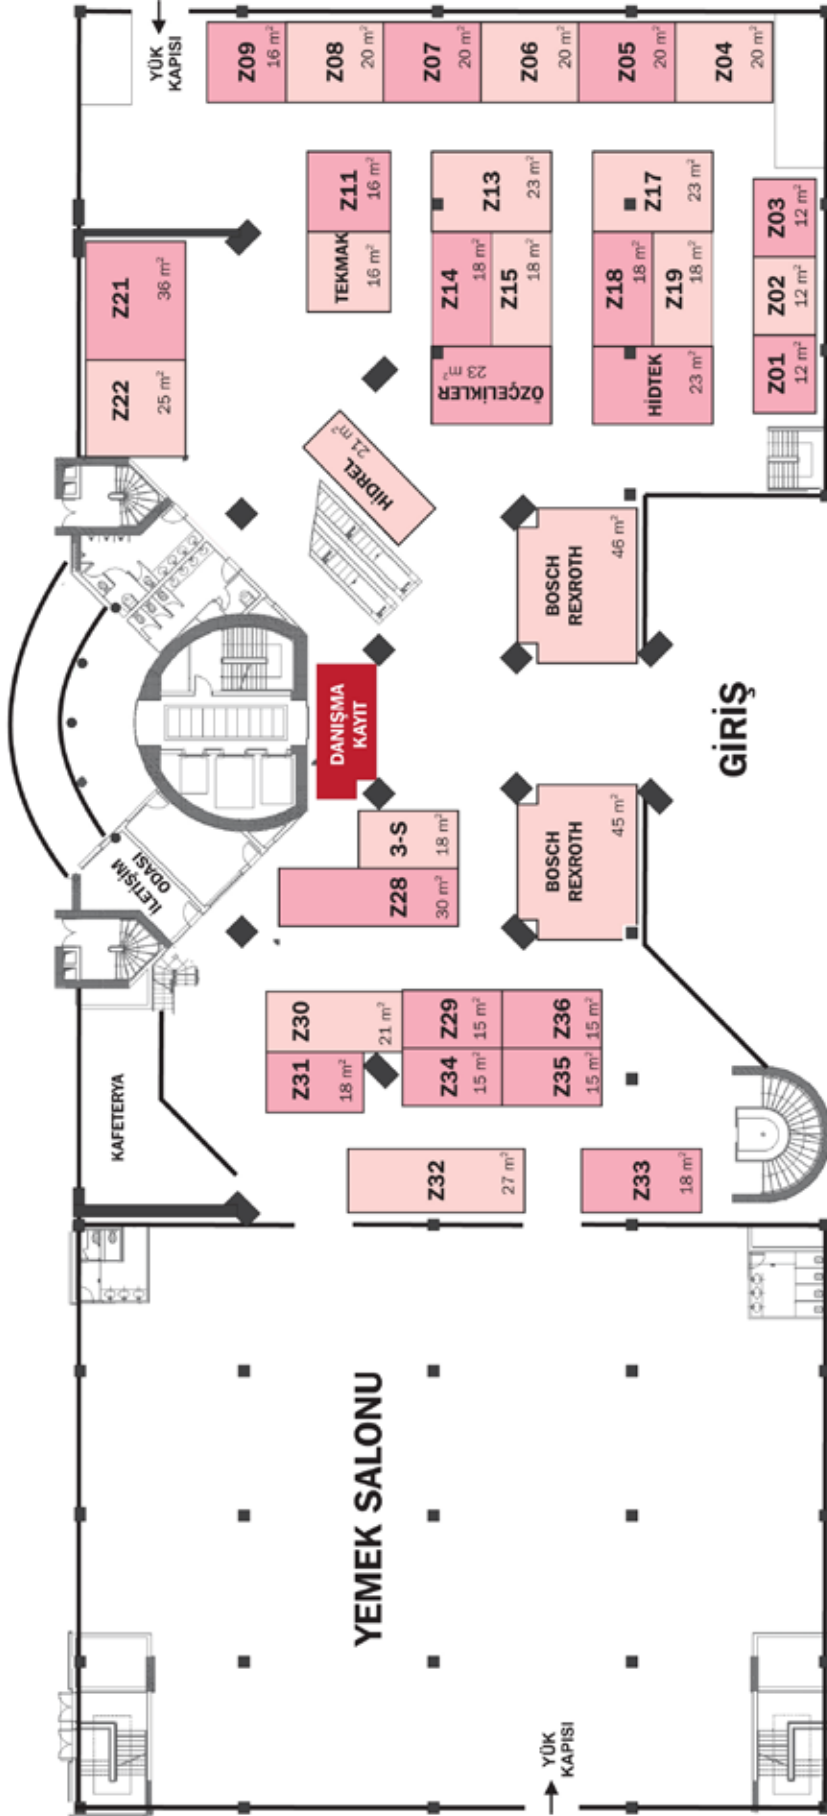 YÜK
KAPISI
Z09
16 m²
Z08
20 m²
Z07
20 m²
Z06
20 m²
Z05
20 m²
Z04
20 m²
Z11
16 m²
TEKMAK
16 m²
Z13
23 m²
Z14
18 m²
Z15
18 m²
ÖZÇELİKLER
23 m²
Z17
23 m²
Z18
18 m²
Z19
18 m²
HİDTEK
23 m²
Z03
12 m²
Z02
12 m²
Z01
12 m²
Z21
36 m²
Z22
25 m²
HİDREL
21 m²
BOSCH
REXROTH
46 m²
DANIŞMA
KAYIT
GİRİŞ
BOSCH
REXROTH
45 m²
3-S
18 m²
Z28
30 m²
İLETİŞİM
ODASI
Z30
21 m²
Z29
15 m²
Z36
15 m²
Z31
18 m²
Z34
15 m²
Z35
15 m²
KAFETERYA
Z32
27 m²
Z33
18 m²
YEMEK SALONU
YÜK
KAPISI